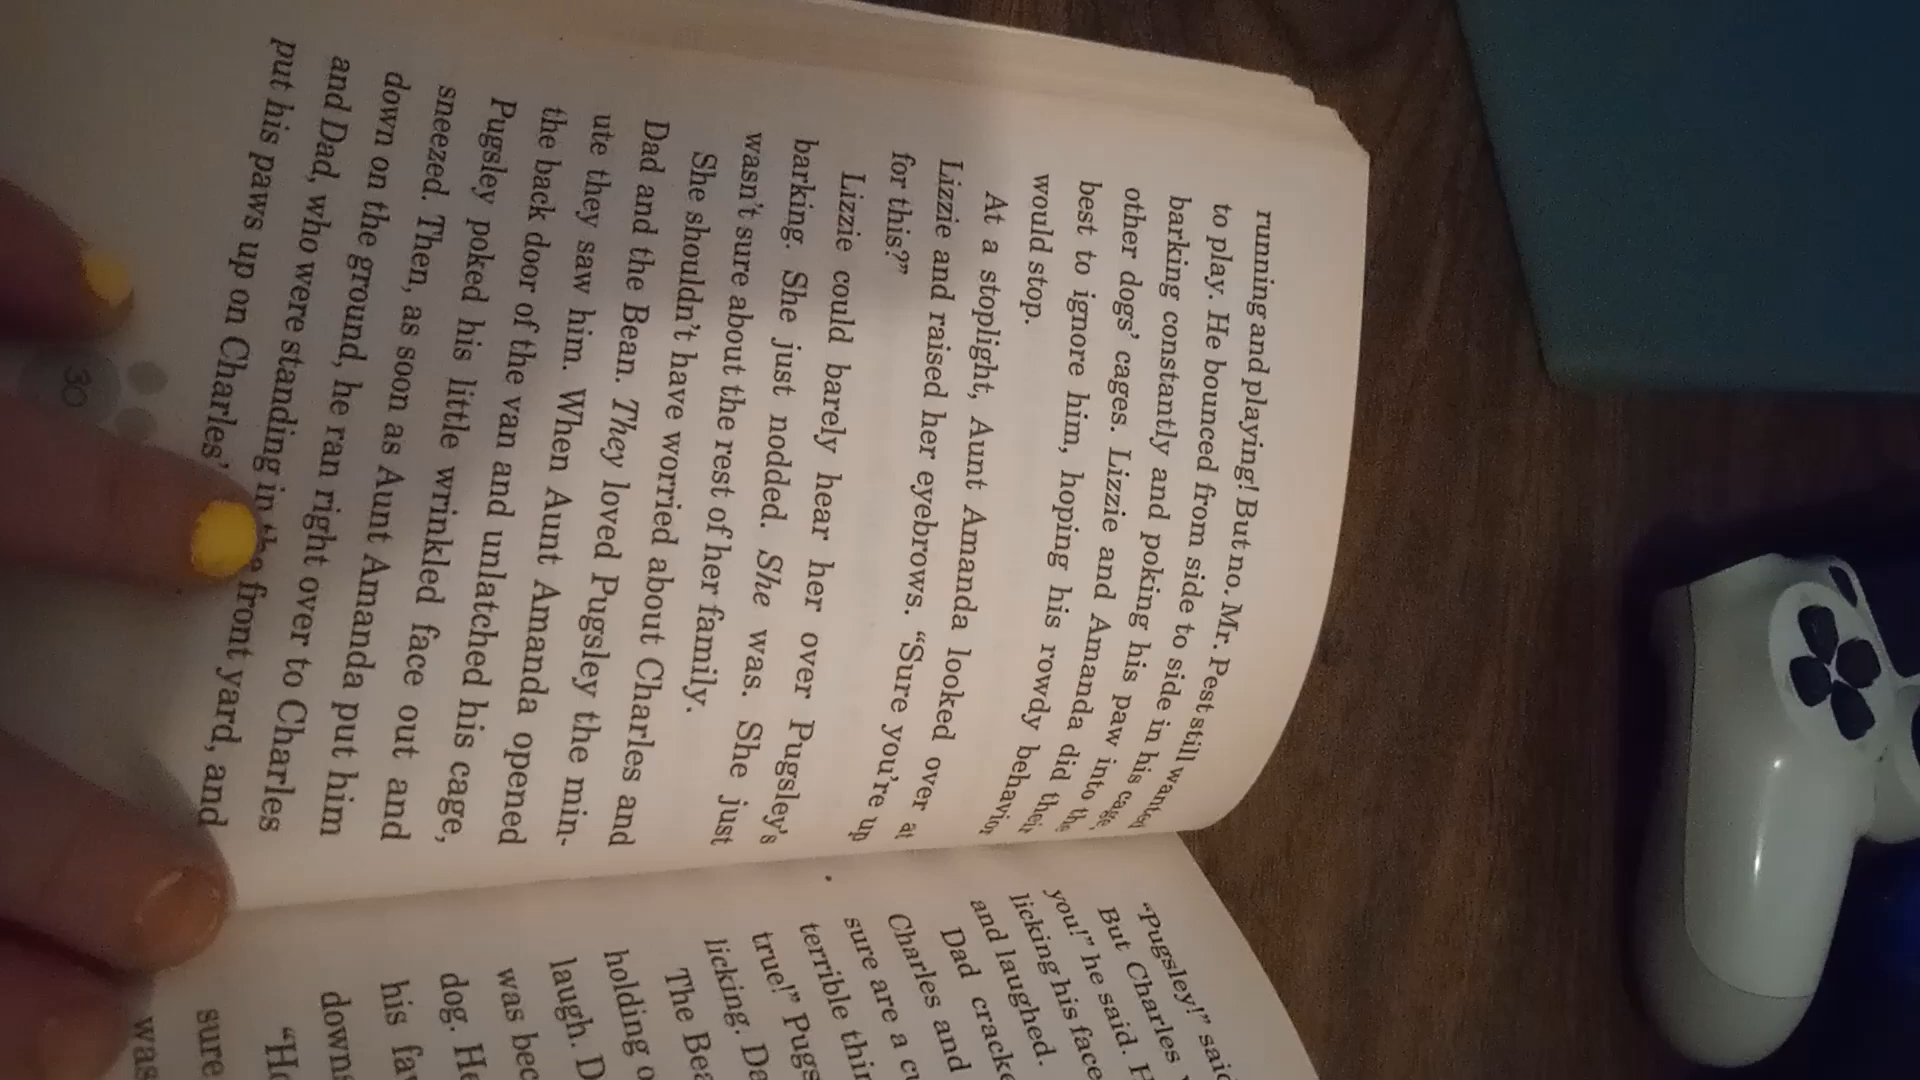 running and playing! But no. Mr. Pest still wanted
to play. He bounced from side to side in his cage,
barking constantly and poking his paw into the
other dogs' cages. Lizzie and Amanda did their
best to ignore him, hoping his rowdy behavior
would stop.
At a stoplight, Aunt Amanda looked over at
Lizzie and raised her eyebrows. “Sure you're up
for this?”
Lizzie could barely hear her over Pugsley's
barking. She just nodded. She was. She just
wasn't sure about the rest of her family.
She shouldn't have worried about Charles and
Dad and the Bean. They loved Pugsley the min-
ute they saw him. When Aunt Amanda opened
the back door of the van and unlatched his cage,
Pugsley poked his little wrinkled face out and
sneezed. Then, as soon as Aunt Amanda put him
down on the ground, he ran right over to Charles
and Dad, who were standing in the front yard, and
put his paws up on Charles'
30
“Pugsley!” said
But Charles
you!” he said. H
licking his face
and laughed.
Dad cracke
Charles and
sure are a cu
terrible thin
true!” Pugs
licking. Da
The Bea
holding o
laugh. D
was bec
dog. He
his fa
down
“He
sure
was